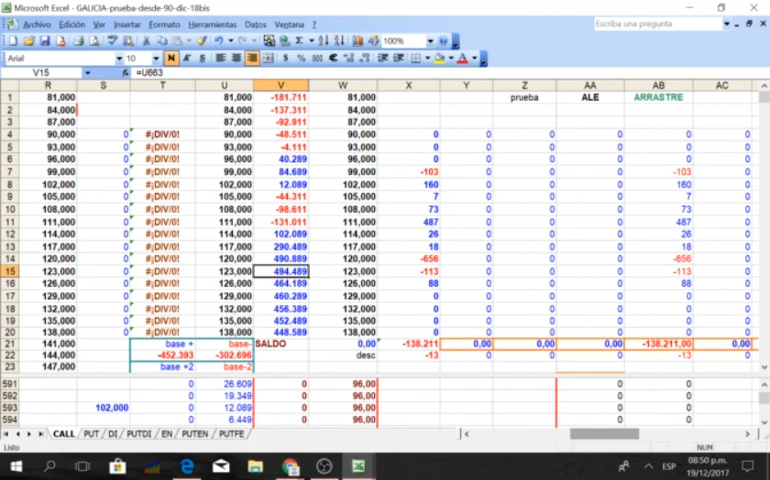 Microsoft Excel - GALICIA-prueba-desde-90-dic-18bis
Archivo Edición Ver Insertar Formato Herramientas Datos Ventana ? Escriba una pregunta
100%
Arial 10 N K S
V15 fx =U663
R S T U V W X Y Z AA AB AC
1 81,000 81,000 -181.711 81,000 prueba ALE ARRASTRE
2 84,000 84,000 -137.311 84,000
3 87,000 87,000 -92.911 87,000
4 90,000 0 #¡DIV/0! 90,000 -48.511 90,000 0 0 0 0 0 0
5 93,000 0 #¡DIV/0! 93,000 -4.111 93,000 0 0 0 0 0 0
6 96,000 0 #¡DIV/0! 96,000 40.289 96,000 0 0 0 0 0 0
7 99,000 0 #¡DIV/0! 99,000 84.689 99,000 -103 0 0 0 -103 0
8 102,000 0 #¡DIV/0! 102,000 12.089 102,000 160 0 0 0 160 0
9 105,000 0 #¡DIV/0! 105,000 -44.311 105,000 7 0 0 0 7 0
10 108,000 0 #¡DIV/0! 108,000 -98.611 108,000 73 0 0 0 73 0
11 111,000 0 #¡DIV/0! 111,000 -131.011 111,000 487 0 0 0 487 0
12 114,000 0 #¡DIV/0! 114,000 102.089 114,000 26 0 0 0 26 0
13 117,000 0 #¡DIV/0! 117,000 290.489 117,000 18 0 0 0 18 0
14 120,000 0 #¡DIV/0! 120,000 490.889 120,000 -656 0 0 0 -656 0
15 123,000 0 #¡DIV/0! 123,000 494.489 123,000 -113 0 0 0 -113 0
16 126,000 0 #¡DIV/0! 126,000 464.189 126,000 88 0 0 0 88 0
17 129,000 0 #¡DIV/0! 129,000 460.289 129,000 0 0 0 0 0 0
18 132,000 0 #¡DIV/0! 132,000 456.389 132,000 0 0 0 0 0 0
19 135,000 0 #¡DIV/0! 135,000 452.489 135,000 0 0 0 0 0 0
20 138,000 0 #¡DIV/0! 138,000 448.589 138,000 0 0 0 0 0 0
21 141,000 base + base- SALDO 0,00 -138.211 0,00 0,00 0,00 -138.211,00 0,00
22 144,000 -452.393 -302.696 desc -13 0 0 0 -13 0
23 147,000 base +2 base-2
591 0 26.609 0 96,00 0 0
592 0 19.349 0 96,00 0 0
593 102,000 0 12.089 0 96,00 0 0
594 0 6.449 0 96,00 0 0
CALL PUT DI PUTDI EN PUTEN PUTFE
Listo NUM
ESP 08:50 p.m.
19/12/2017